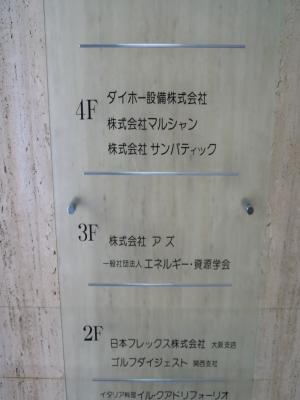 4F ダイホー設備株式会社
株式会社マルシャン
株式会社 サンパティック
3F 株式会社 アズ
一般社団法人 エネルギー・資源学会
2F 日本フレックス株式会社 大阪支店
ゴルフダイジェスト 関西支社
イタリア料理 イル・クアドリフォーリオ